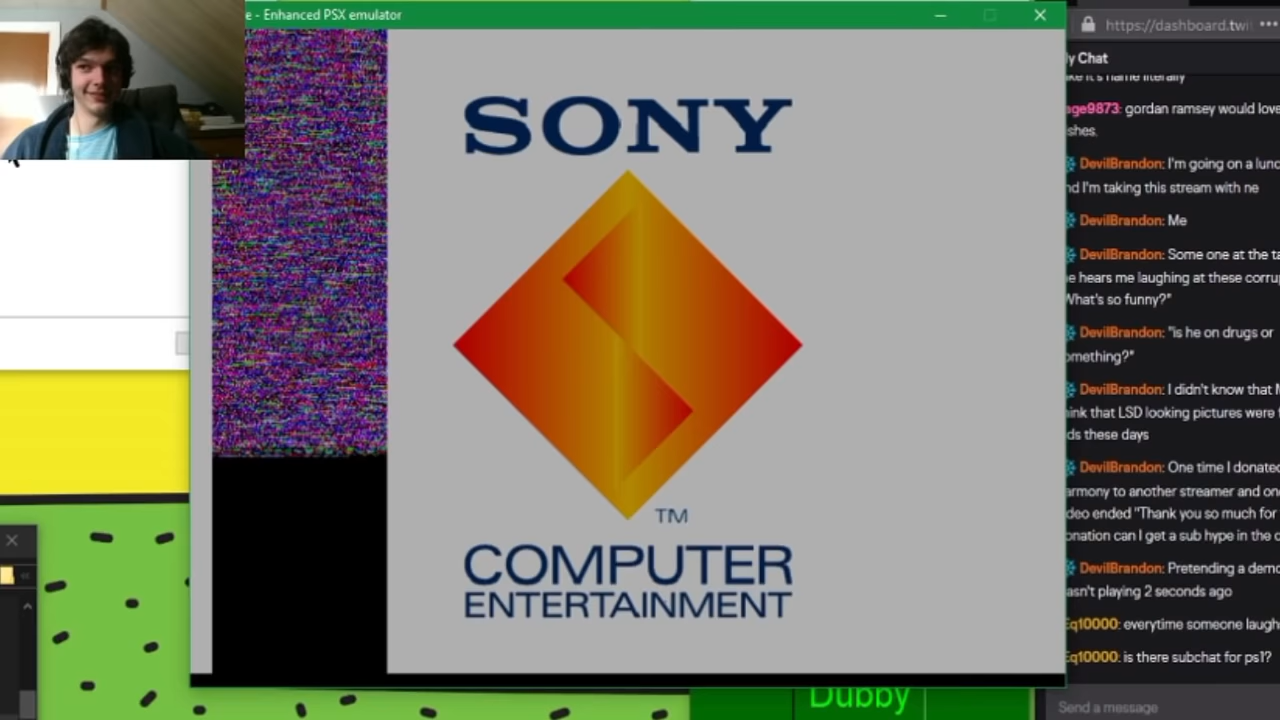 e - Enhanced PSX emulator
https://dashboard.twi
ly Chat
ke it's name literally
age9873: gordan ramsey would love
shes.
DevilBrandon: I'm going on a lunc
nd I'm taking this stream with ne
DevilBrandon: Me
DevilBrandon: Some one at the ta
e hears me laughing at these corrup
What's so funny?"
DevilBrandon: "is he on drugs or
omething?"
DevilBrandon: I didn't know that M
ink that LSD looking pictures were f
ds these days
DevilBrandon: One time I donated
armony to another streamer and on
deo ended "Thank you so much for
onation can I get a sub hype in the c
DevilBrandon: Pretending a demo
asn't playing 2 seconds ago
Eq10000: everytime someone laugh
Eq10000: is there subchat for ps1?
Send a message
SONY
TM
COMPUTER
ENTERTAINMENT
Dubby